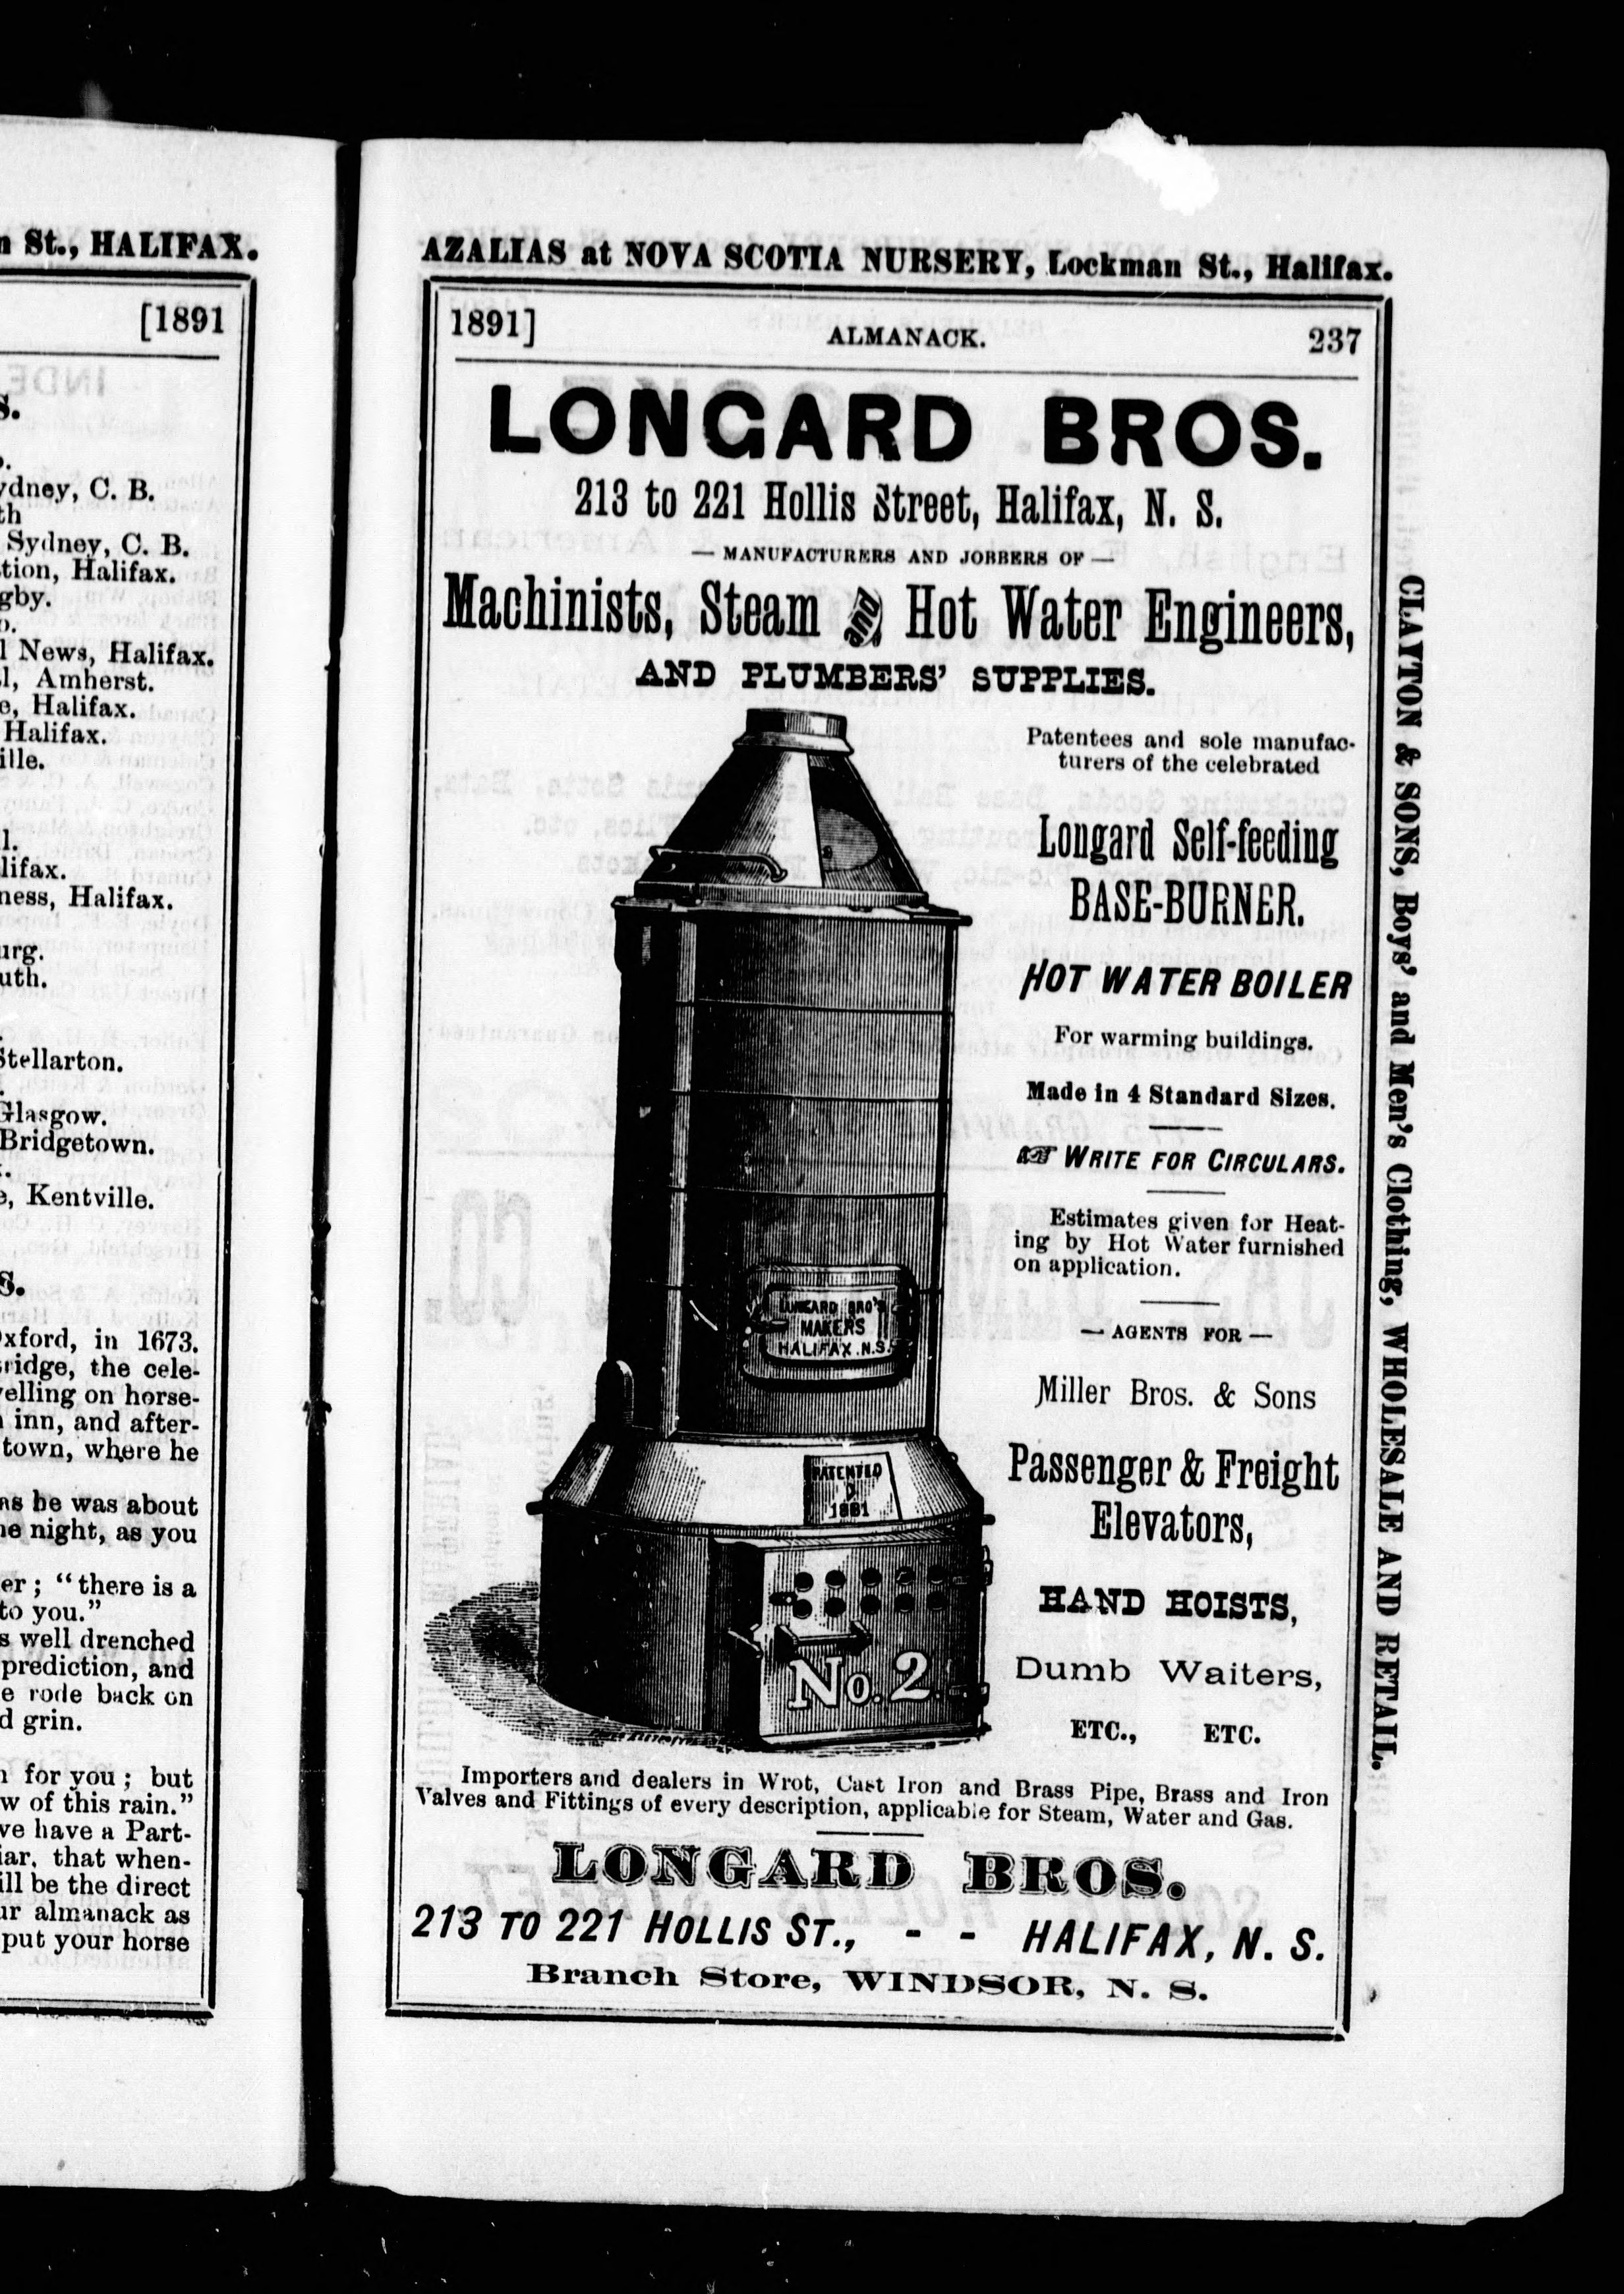 n St., HALIFAX.
[1891
ydney, C. B.
th
Sydney, C. B.
tion, Halifax.
gby.
l News, Halifax.
l, Amherst.
e, Halifax.
Halifax.
ille.
l.
lifax.
ness, Halifax.
urg.
uth.
Stellarton.
Glasgow.
Bridgetown.
e, Kentville.
s.
Oxford, in 1673.
ridge, the cele-
velling on horse-
inn, and after-
town, where he
as he was about
ne night, as you
er; "there is a
to you."
s well drenched
prediction, and
e rode back on
d grin.
for you; but
w of this rain."
ve have a Part-
iar, that when-
ill be the direct
ur almanack as
put your horse
AZALIAS at NOVA SCOTIA NURSERY, Lockman St., Halifax.
1891] ALMANACK. 237
LONGARD BROS.
213 to 221 Hollis Street, Halifax, N. S.
— MANUFACTURERS AND JOBBERS OF —
Machinists, Steam and Hot Water Engineers,
AND PLUMBERS' SUPPLIES.
Patentees and sole manufac-
turers of the celebrated
Longard Self-feeding
BASE-BURNER.
HOT WATER BOILER
For warming buildings.
Made in 4 Standard Sizes.
☞ WRITE FOR CIRCULARS.
Estimates given for Heat-
ing by Hot Water furnished
on application.
— AGENTS FOR —
Miller Bros. & Sons
Passenger & Freight
Elevators,
HAND HOISTS,
Dumb Waiters,
ETC., ETC.
LONGARD BRO'S
MAKERS
HALIFAX.N.S.
PATENTED
1881
No. 2.
Importers and dealers in Wrot, Cast Iron and Brass Pipe, Brass and Iron
Valves and Fittings of every description, applicable for Steam, Water and Gas.
LONGARD BROS.
213 TO 221 HOLLIS ST., - - HALIFAX, N. S.
Branch Store, WINDSOR, N. S.
CLAYTON & SONS, Boys' and Men's Clothing, WHOLESALE AND RETAIL.